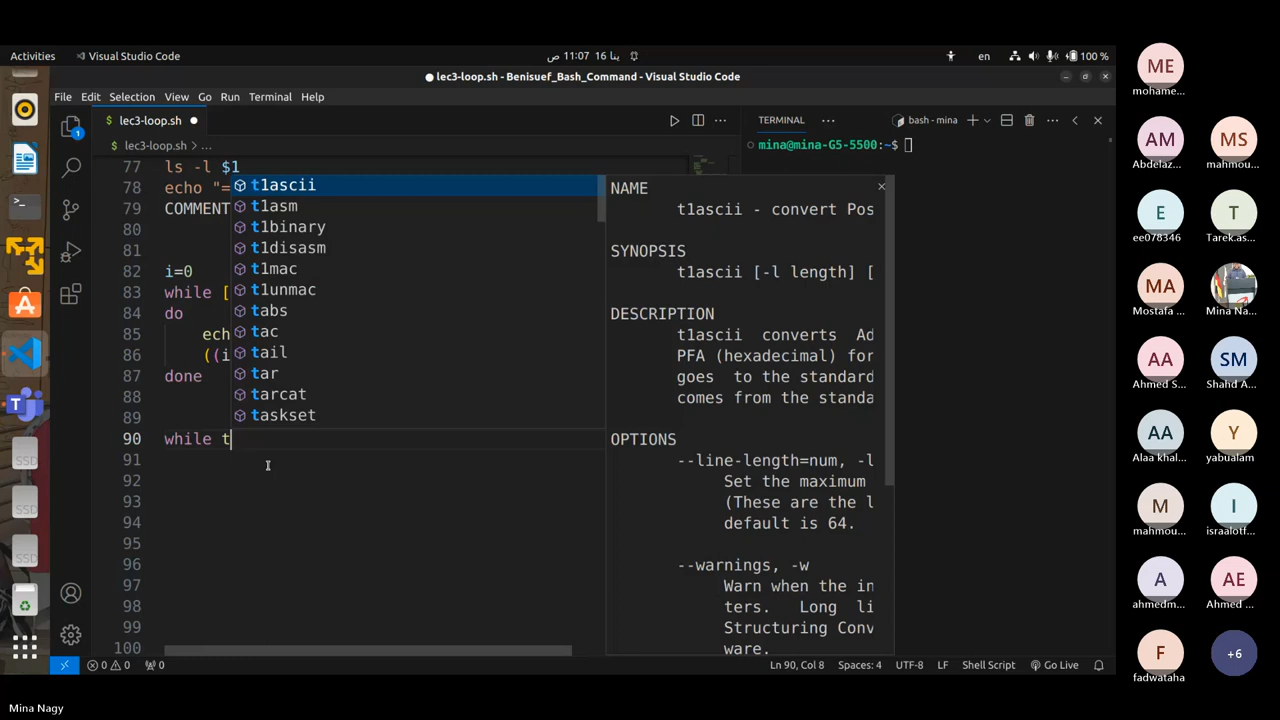 Activities
Visual Studio Code
11:07 ص
16 ينا
en
100 %
lec3-loop.sh - Benisuef_Bash_Command - Visual Studio Code
File Edit Selection View Go Run Terminal Help
$ lec3-loop.sh
TERMINAL
bash - mina
$ lec3-loop.sh > ...
mina@mina-G5-5500:~$
77 ls -l $1
78 echo "=
79 COMMENT
80
81
82 i=0
83 while [
84 do
85 ech
86 ((i
87 done
88
89
90 while t
91
92
93
94
95
96
97
98
99
100
t1ascii
t1asm
t1binary
t1disasm
t1mac
t1unmac
tabs
tac
tail
tar
tarcat
taskset
NAME
t1ascii - convert Pos
SYNOPSIS
t1ascii [-l length] [
DESCRIPTION
t1ascii converts Ad
PFA (hexadecimal) for
goes to the standard
comes from the standa
OPTIONS
--line-length=num, -l
Set the maximum
(These are the l
default is 64.
--warnings, -w
Warn when the in
ters. Long li
Structuring Conv
ware.
1
0 0 0
Ln 90, Col 8
Spaces: 4
UTF-8
LF
Shell Script
Go Live
SSD
SSD
SSD
ME
mohame...
AM
Abdelaz...
MS
mahmou...
E
ee078346
T
Tarek.as...
MA
Mostafa ...
Mina Na...
AA
Ahmed S...
SM
Shahd A...
AA
Alaa khal...
Y
yabualam
M
mahmou...
I
israalotf...
A
ahmedm...
AE
Ahmed ...
F
fadwataha
+6
Mina Nagy